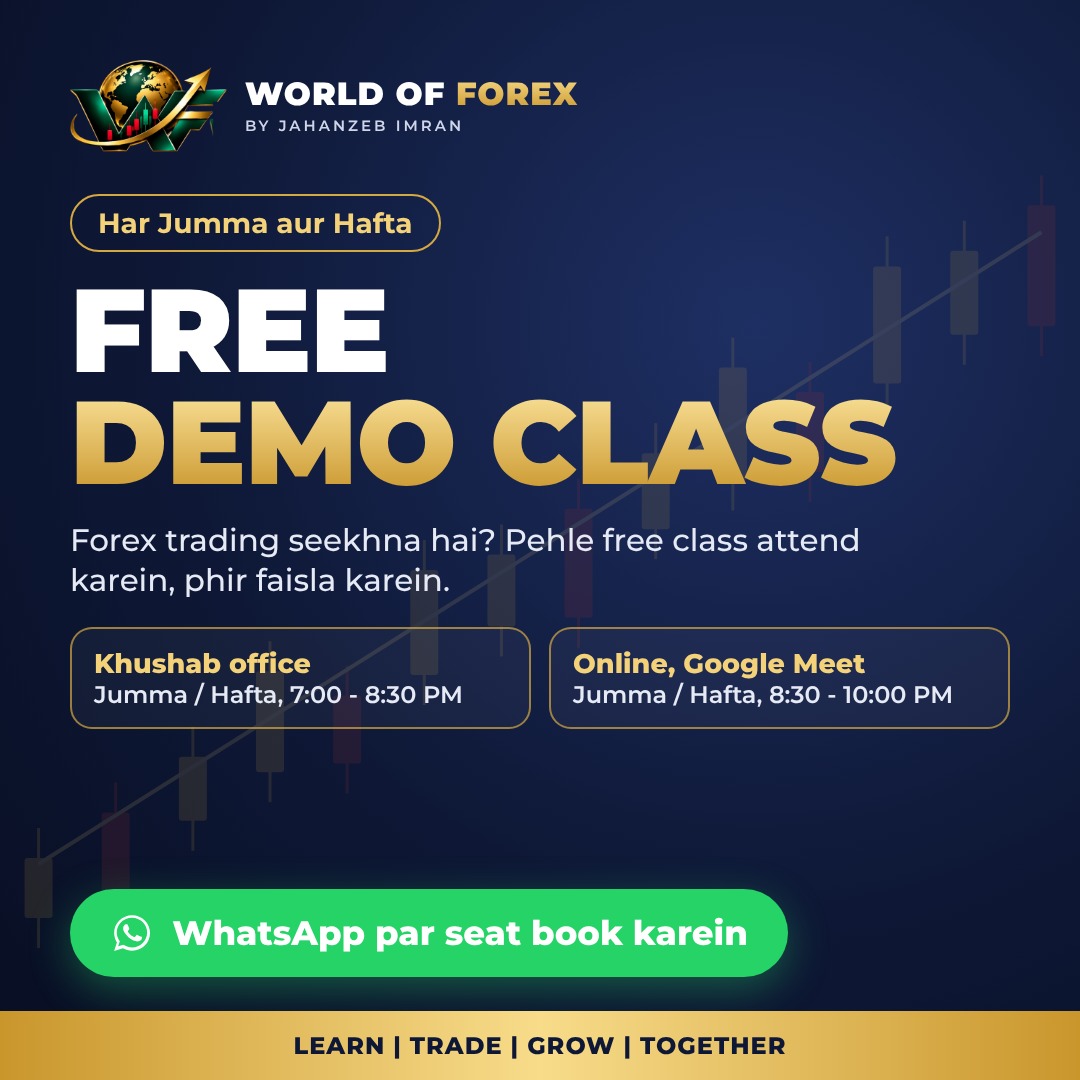 WORLD OF FOREX
BY JAHANZEB IMRAN
Har Jumma aur Hafta
FREE
DEMO CLASS
Forex trading seekhna hai? Pehle free class attend
karein, phir faisla karein.
Khushab office
Jumma / Hafta, 7:00 - 8:30 PM
Online, Google Meet
Jumma / Hafta, 8:30 - 10:00 PM
WhatsApp par seat book karein
LEARN | TRADE | GROW | TOGETHER